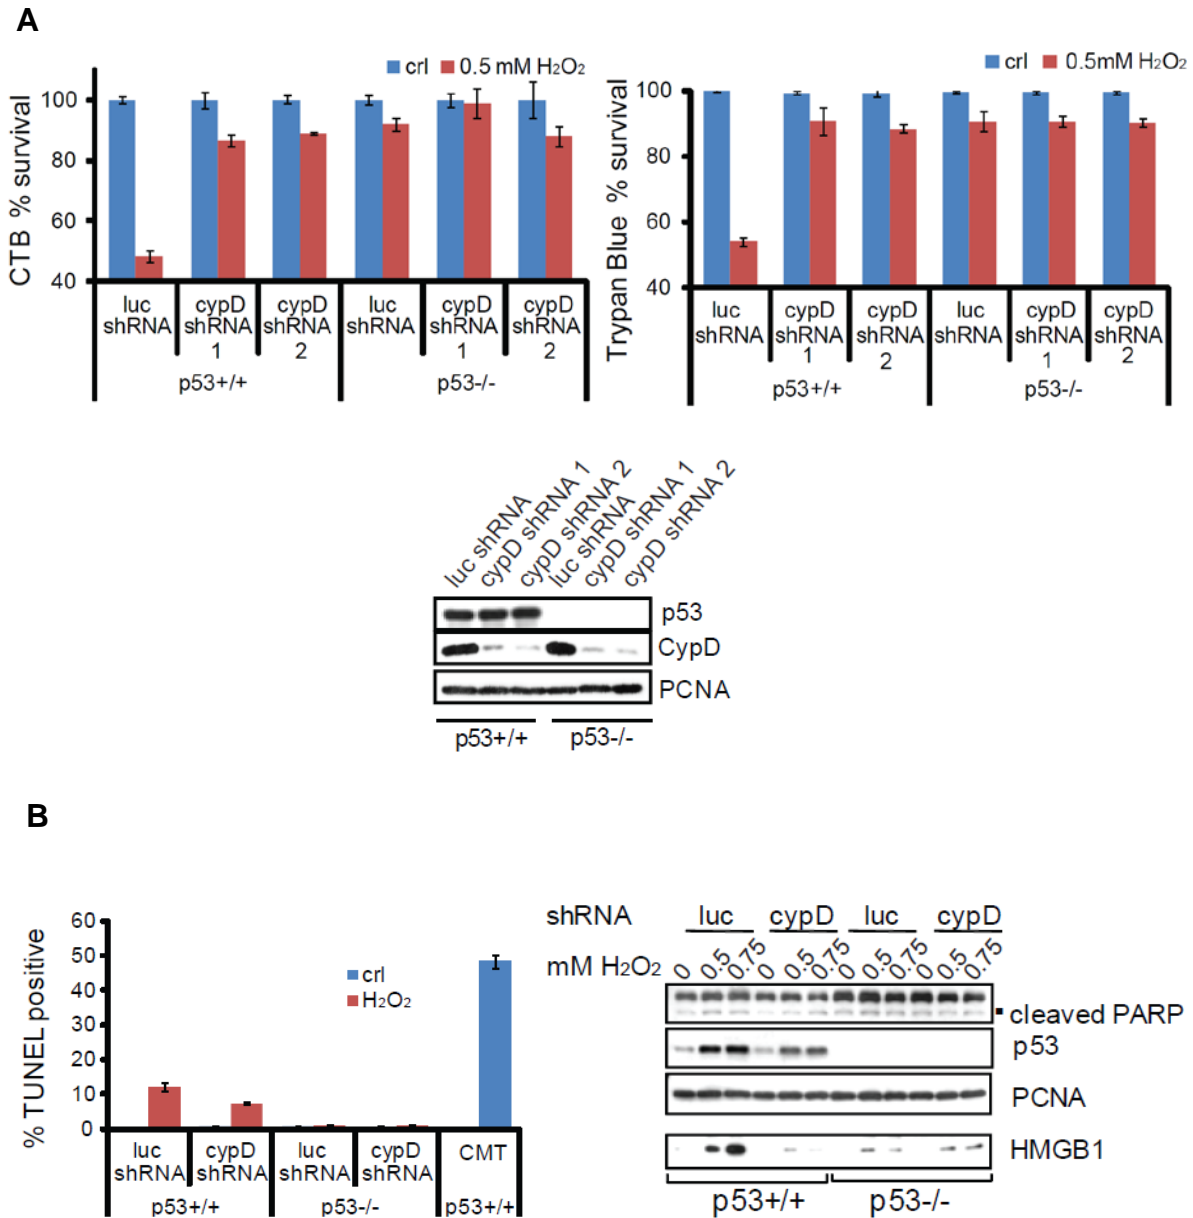 A
crl 0.5 mM H₂O₂
CTB % survival
100
80
60
40
luc shRNA
cypD shRNA 1
cypD shRNA 2
luc shRNA
cypD shRNA 1
cypD shRNA 2
p53+/+
p53-/-
crl 0.5mM H₂O₂
Trypan Blue % survival
100
80
60
40
luc shRNA
cypD shRNA 1
cypD shRNA 2
luc shRNA
cypD shRNA 1
cypD shRNA 2
p53+/+
p53-/-
luc shRNA
cypD shRNA 1
cypD shRNA 2
luc shRNA
cypD shRNA 1
cypD shRNA 2
p53
CypD
PCNA
p53+/+ p53-/-
B
% TUNEL positive
60
50
40
30
20
10
0
crl
H₂O₂
luc shRNA
cypD shRNA
luc shRNA
cypD shRNA
CMT
p53+/+
p53-/-
p53+/+
shRNA luc cypD luc cypD
mM H₂O₂ 0 0.5 0.75 0 0.5 0.75 0 0.5 0.75 0 0.5 0.75
cleaved PARP
p53
PCNA
HMGB1
p53+/+ p53-/-